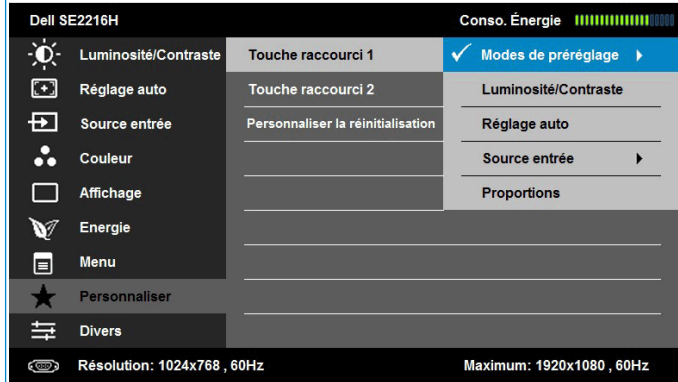 Dell SE2216H Conso. Énergie
Luminosité/Contraste Touche raccourci 1 Modes de préréglage
Réglage auto Touche raccourci 2 Luminosité/Contraste
Source entrée Personnaliser la réinitialisation Réglage auto
Couleur Source entrée
Affichage Proportions
Energie
Menu
Personnaliser
Divers
Résolution: 1024x768 , 60Hz Maximum: 1920x1080 , 60Hz